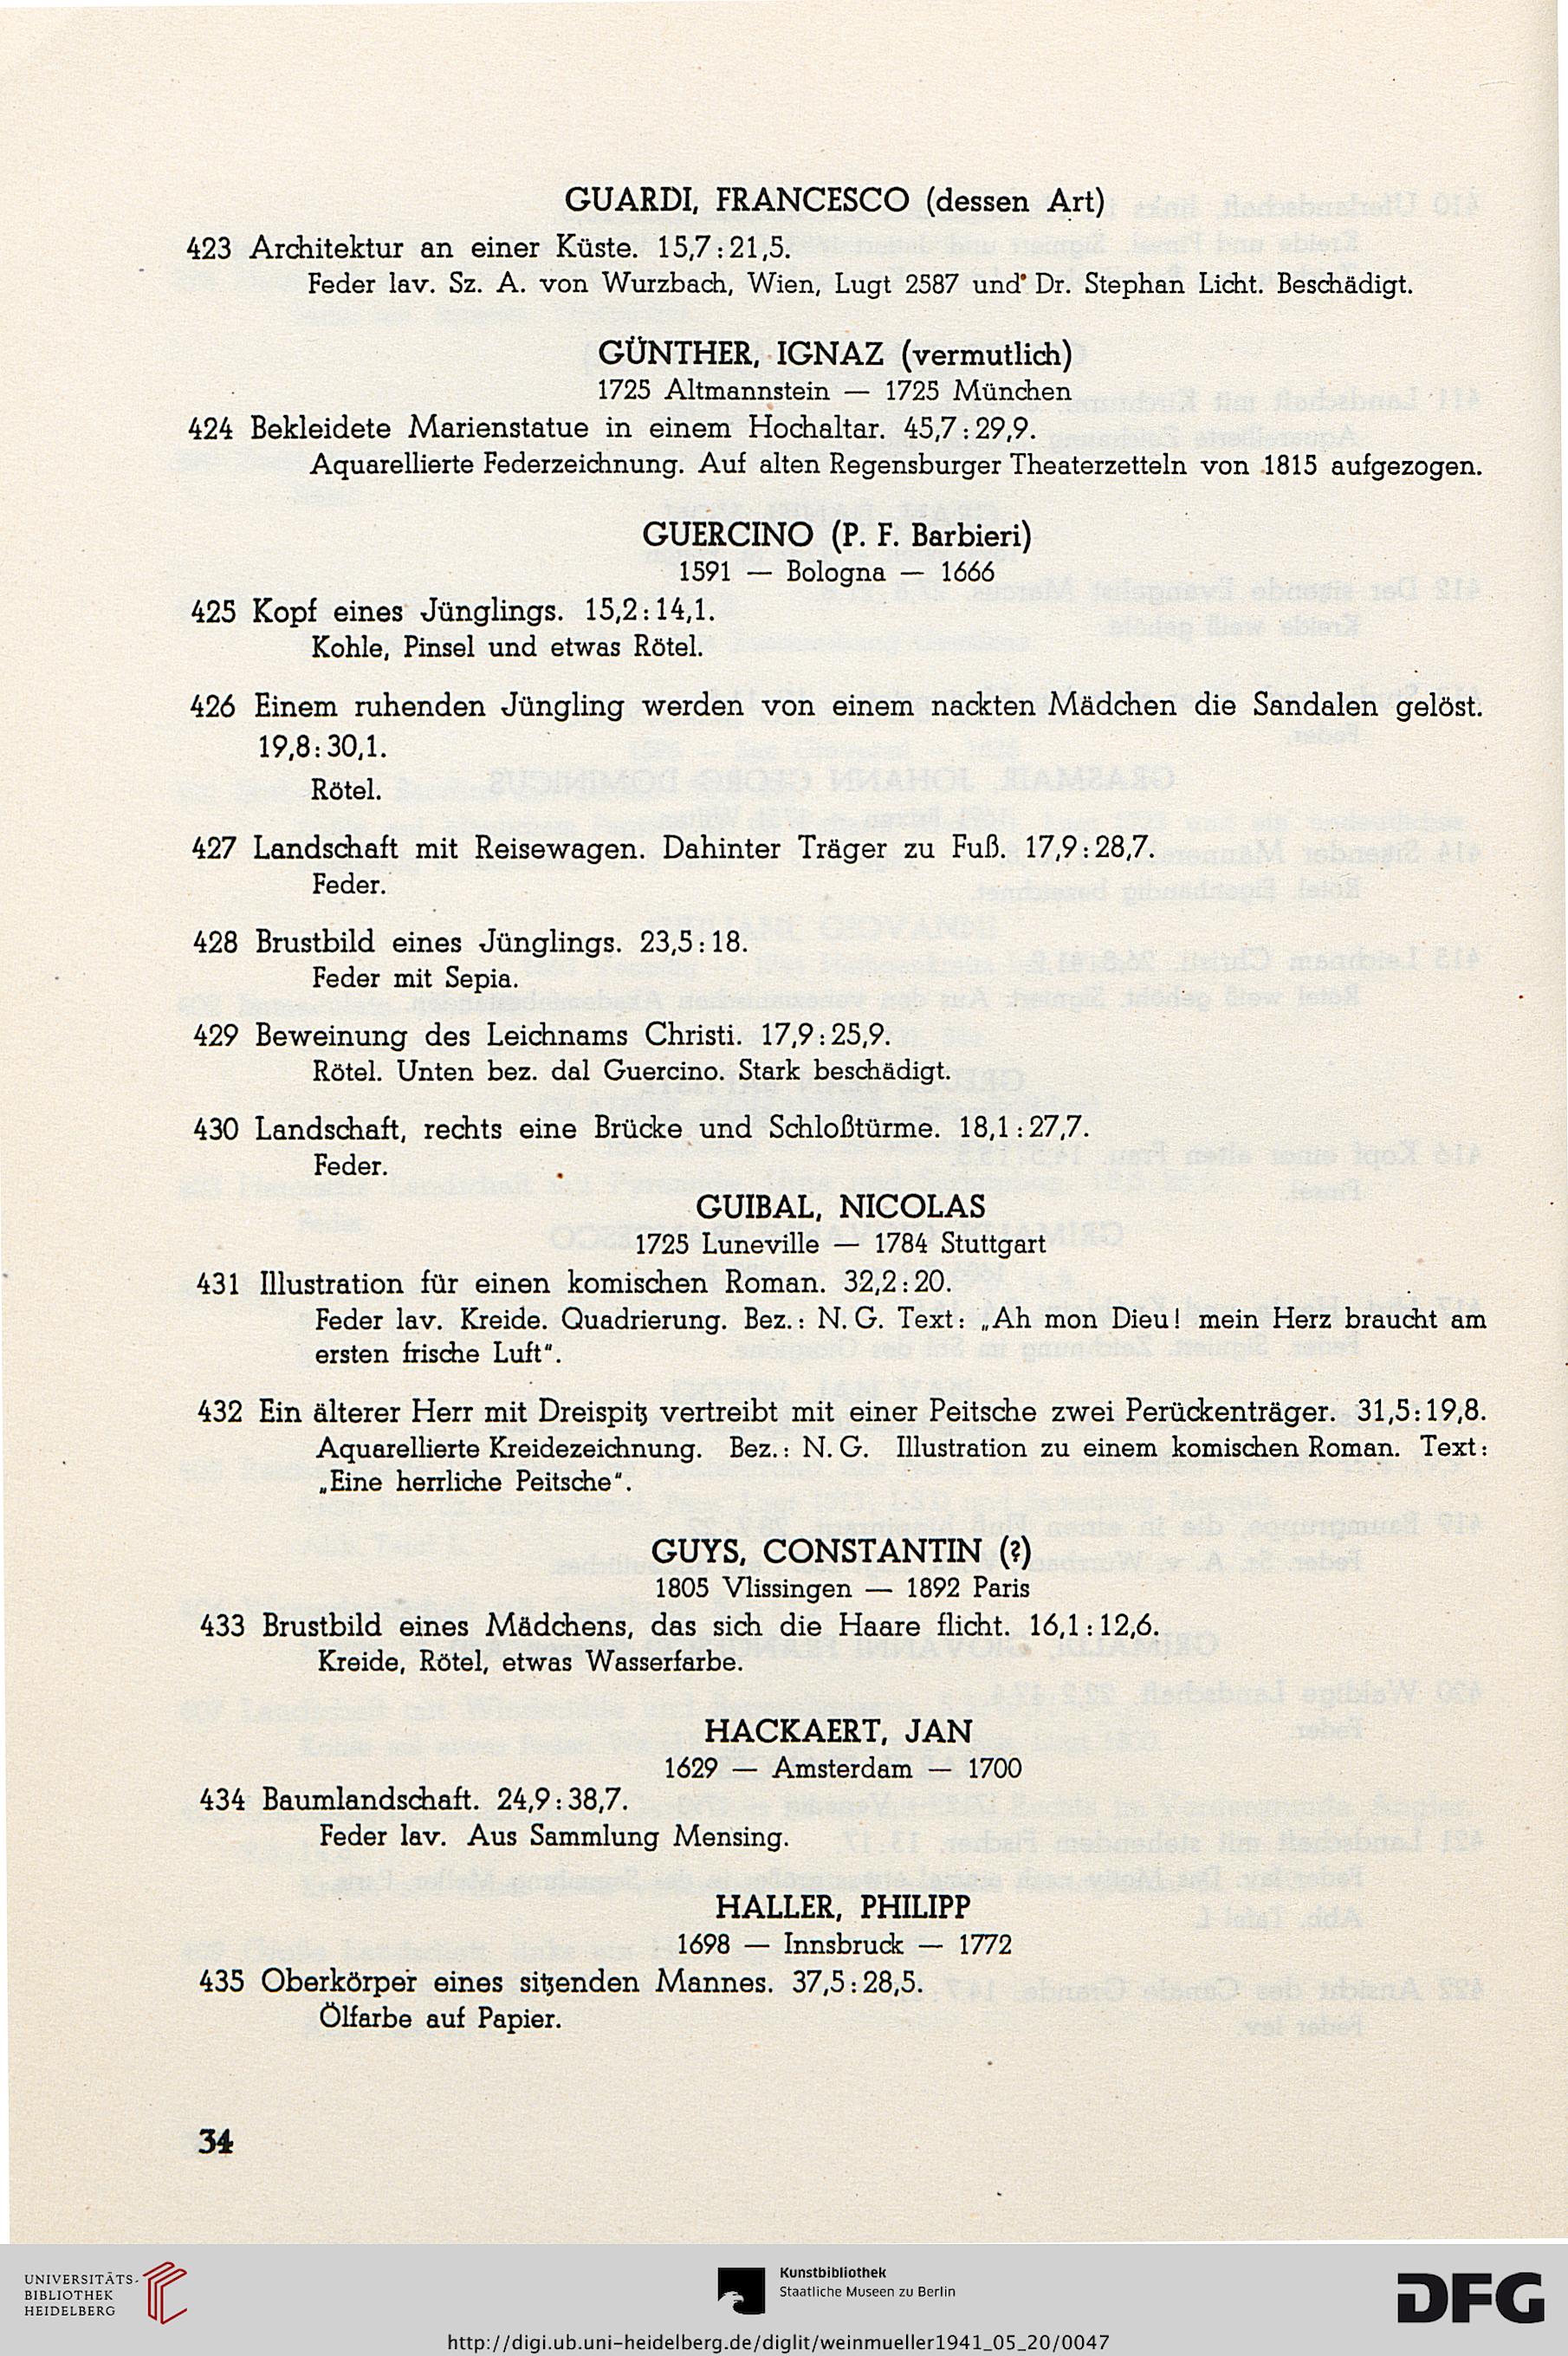 GUARDI, FRANCESCO (dessen Art)
423 Architektur an einer Küste. 15,7:21,5.
Feder lav. Sz. A. von Wurzbach, Wien, Lugt 2587 und Dr. Stephan Licht. Beschädigt.
GÜNTHER, IGNAZ (vermutlich)
1725 Altmannstein — 1725 München
424 Bekleidete Marienstatue in einem Hochaltar. 45,7:29,9.
Aquarellierte Federzeichnung. Auf alten Regensburger Theaterzetteln von 1815 aufgezogen.
GUERCINO (P. F. Barbieri)
1591 — Bologna — 1666
425 Kopf eines Jünglings. 15,2:14,1.
Kohle, Pinsel und etwas Rötel.
426 Einem ruhenden Jüngling werden von einem nackten Mädchen die Sandalen gelöst.
19,8:30,1.
Rötel.
427 Landschaft mit Reisewagen. Dahinter Träger zu Fuß. 17,9:28,7.
Feder.
428 Brustbild eines Jünglings. 23,5:18.
Feder mit Sepia.
429 Beweinung des Leichnams Christi. 17,9:25,9.
Rötel. Unten bez. dal Guercino. Stark beschädigt.
430 Landschaft, rechts eine Brücke und Schloßtürme. 18,1:27,7.
Feder.
GUIBAL, NICOLAS
1725 Luneville — 1784 Stuttgart
431 Illustration für einen komischen Roman. 32,2:20.
Feder lav. Kreide. Quadrierung. Bez.: N. G. Text: „Ah mon Dieu! mein Herz braucht am
ersten frische Luft“.
432 Ein älterer Herr mit Dreispitz vertreibt mit einer Peitsche zwei Perückenträger. 31,5:19,8.
Aquarellierte Kreidezeichnung. Bez.: N. G. Illustration zu einem komischen Roman. Text:
„Eine herrliche Peitsche“.
GUYS, CONSTANTIN (?)
1805 Vlissingen — 1892 Paris
433 Brustbild eines Mädchens, das sich die Haare flicht. 16,1:12,6.
Kreide, Rötel, etwas Wasserfarbe.
HACKAERT, JAN
1629 — Amsterdam — 1700
434 Baumlandschaft. 24,9:38,7.
Feder lav. Aus Sammlung Mensing.
HALLER, PHILIPP
1698 — Innsbruck — 1772
435 Oberkörper eines sitzenden Mannes. 37,5:28,5.
Ölfarbe auf Papier.
34
UNIVERSITÄTS-
BIBLIOTHEK
HEIDELBERG
Kunstbibliothek
Staatliche Museen zu Berlin
DFG
http://digi.ub.uni-heidelberg.de/diglit/weinmueller1941_05_20/0047